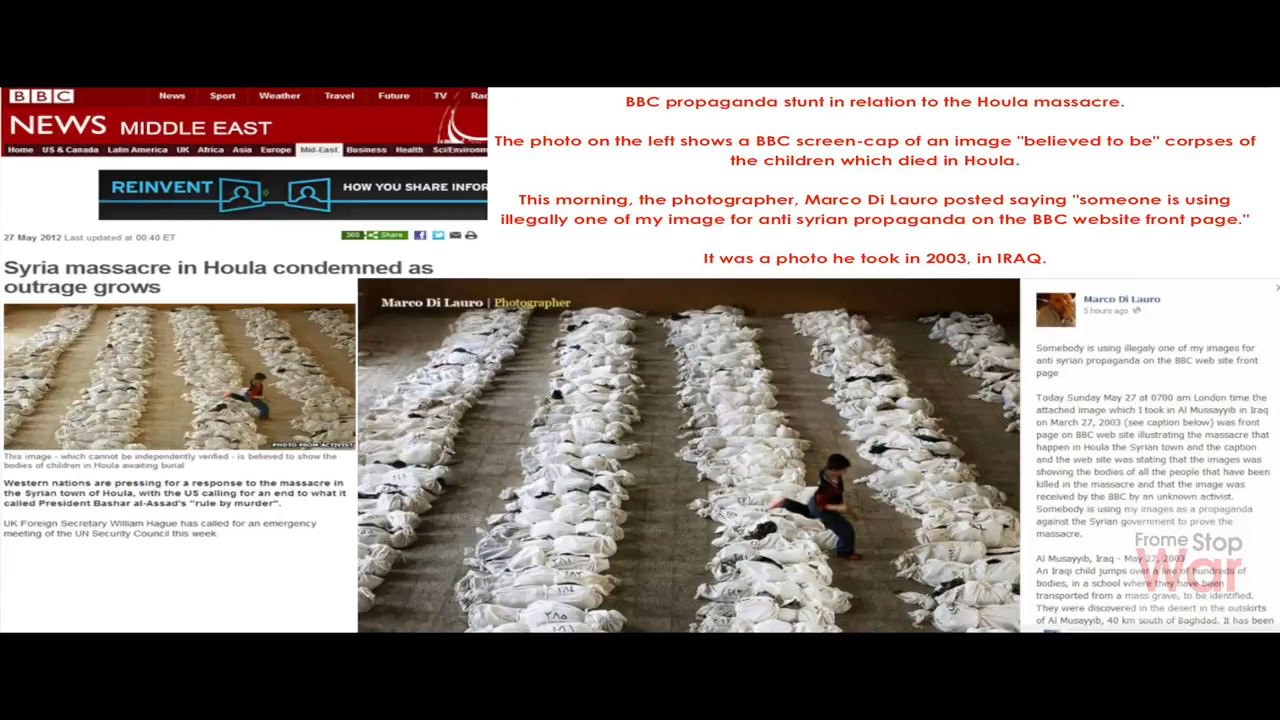 BBC
News Sport Weather Travel Future TV
NEWS MIDDLE EAST
Home US & Canada Latin America UK Africa Asia Europe Mid-East Business Health Sci/Environm
REINVENT HOW YOU SHARE INFOR
27 May 2012 Last updated at 00:40 ET
360 Share
Syria massacre in Houla condemned as
outrage grows
PHOTO FROM ACTIVIST
This image - which cannot be independently verified - is believed to show the
bodies of children in Houla awaiting burial
Western nations are pressing for a response to the massacre in
the Syrian town of Houla, with the US calling for an end to what it
called President Bashar al-Assad's "rule by murder".
UK Foreign Secretary William Hague has called for an emergency
meeting of the UN Security Council this week.
BBC propaganda stunt in relation to the Houla massacre.
The photo on the left shows a BBC screen-cap of an image "believed to be" corpses of
the children which died in Houla.
This morning, the photographer, Marco Di Lauro posted saying "someone is using
illegally one of my image for anti syrian propaganda on the BBC website front page."
It was a photo he took in 2003, in IRAQ.
Marco Di Lauro | Photographer
Marco Di Lauro
5 hours ago
Somebody is using illegaly one of my images for
anti syrian propaganda on the BBC web site front
page
Today Sunday May 27 at 0700 am London time the
attached image which I took in Al Mussayyib in Iraq
on March 27, 2003 (see caption below) was front
page on BBC web site illustrating the massacre that
happen in Houla the Syrian town and the caption
and the web site was stating that the images was
showing the bodies of all the people that have been
killed in the massacre and that the image was
received by the BBC by an unknown activist.
Somebody is using my images as a propaganda
against the Syrian government to prove the
massacre.
Al Musayyib, Iraq - May 27, 2003
An Iraqi child jumps over a line of hundreds of
bodies, in a school where they have been
transported from a mass grave, to be identified.
They were discovered in the desert in the outskirts
of Al Musayyib, 40 km south of Baghdad. It has been
Frome Stop
War